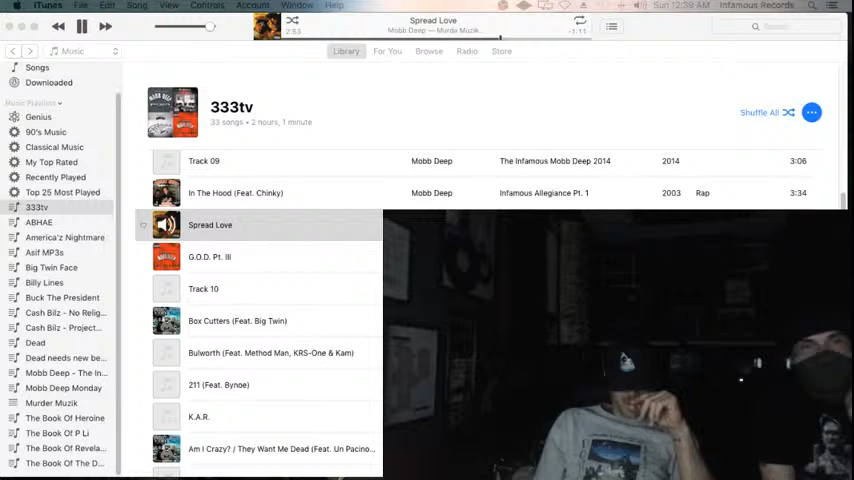 iTunes File Edit Song View Controls Account Window Help Sun 12:39 AM Infamous Records
Spread Love
Mobb Deep — Murda Muzik
2:53 -1:11
Music Library For You Browse Radio Store
Search
Songs
Downloaded
Music Playlists
Genius
90's Music
Classical Music
My Top Rated
Recently Played
Top 25 Most Played
333tv
ABHAE
America'z Nightmare
Asif MP3s
Big Twin Face
Billy Lines
Buck The President
Cash Bilz - No Relig...
Cash Bilz - Project...
Dead
Dead needs new be...
Mobb Deep - The In...
Mobb Deep Monday
Murder Muzik
The Book Of Heroine
The Book Of P Li
The Book Of Revela...
The Book Of The D...
333tv
33 songs • 2 hours, 1 minute
Shuffle All
Track 09 Mobb Deep The Infamous Mobb Deep 2014 2014 3:06
In The Hood (Feat. Chinky) Mobb Deep Infamous Allegiance Pt. 1 2003 Rap 3:34
Spread Love
G.O.D. Pt. III
Track 10
Box Cutters (Feat. Big Twin)
Bulworth (Feat. Method Man, KRS-One & Kam)
211 (Feat. Bynoe)
K.A.R.
Am I Crazy? / They Want Me Dead (Feat. Un Pacino...